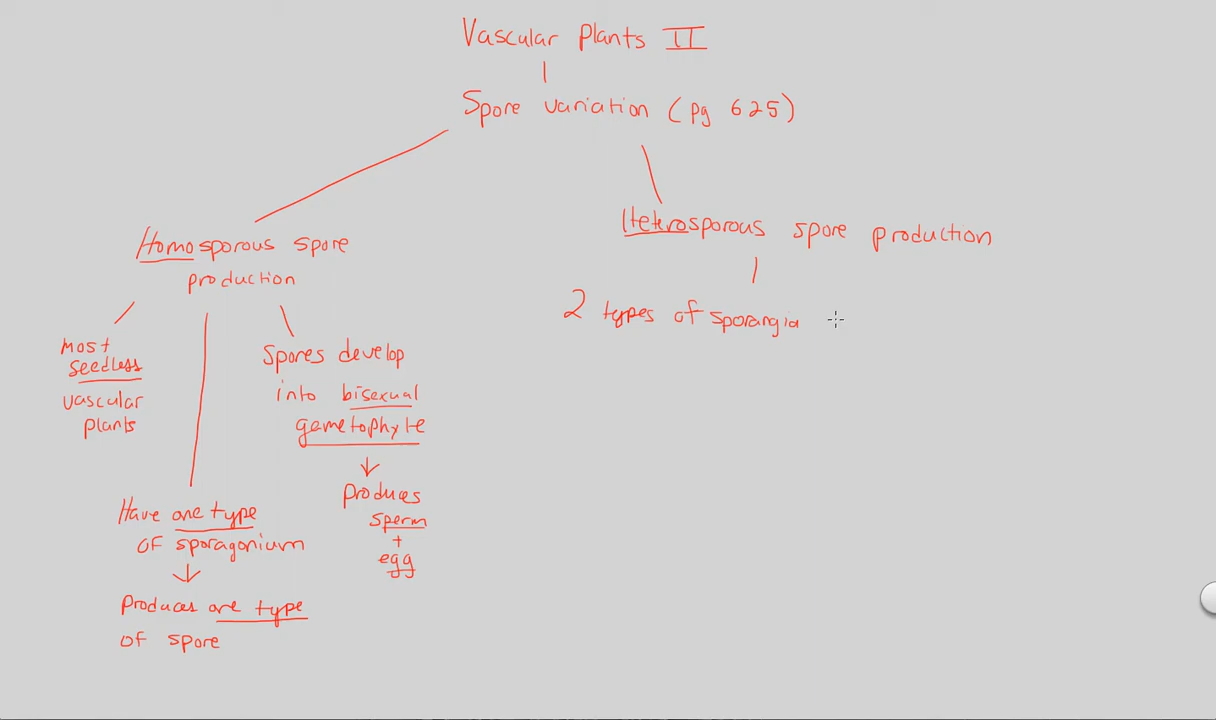 Vascular Plants II
Spore variation (pg 625)
Homosporous spore
production
Most
seedless
vascular
plants
Have one type
of sporagonium
Produces one type
of spore
Spores develop
into bisexual
gametophyte
Produces
sperm
+
egg
Heterosporous spore production
2 types of sporangia